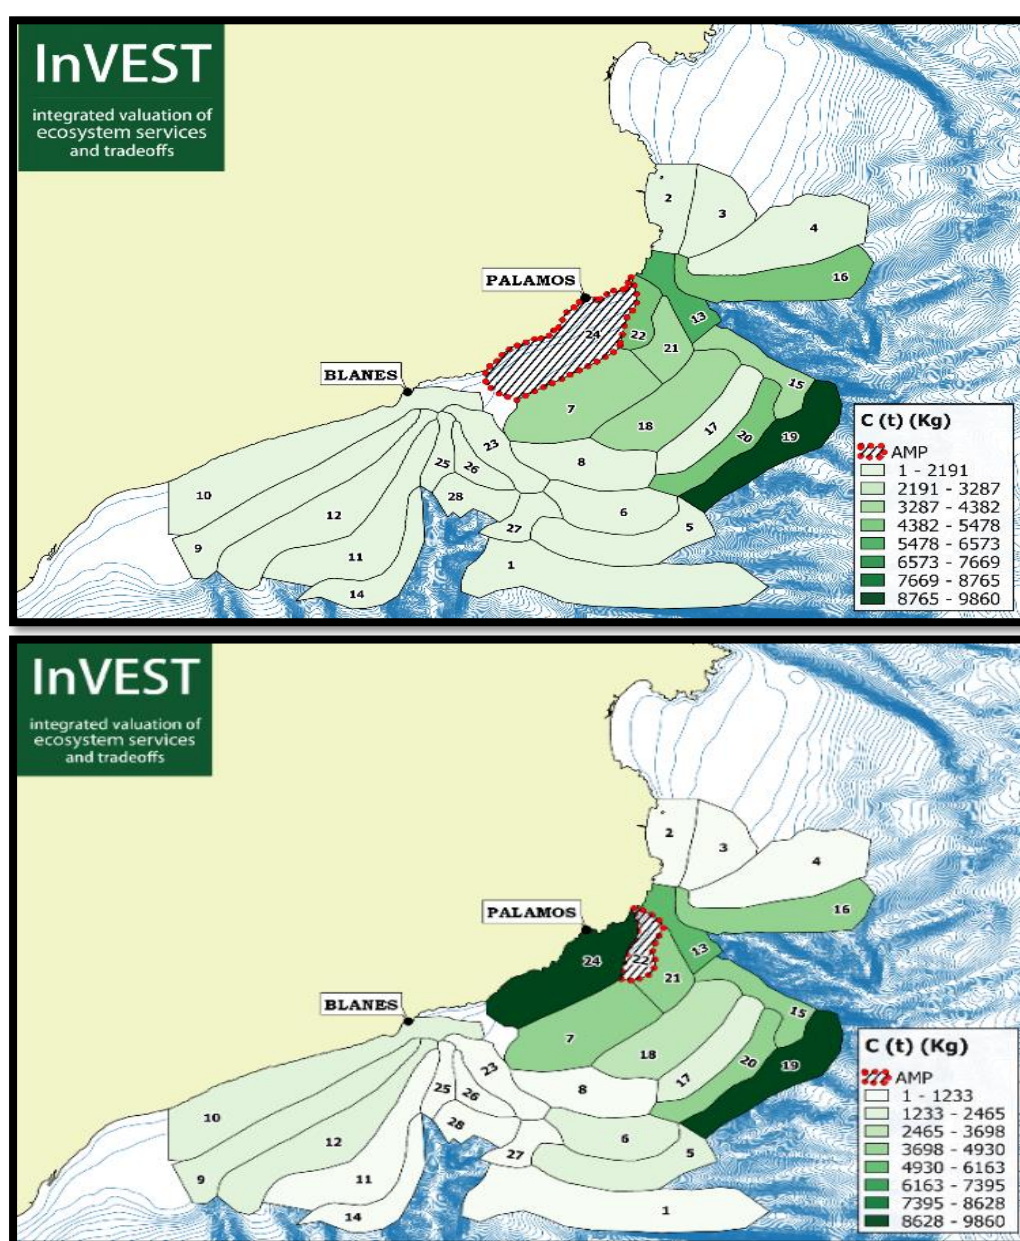 InVEST
integrated valuation of
ecosystem services
and tradeoffs
2
3
4
16
PALAMOS
13
24
22
21
BLANES
15
7
18
17
20
19
23
8
25
26
10
28
12
6
5
27
9
11
1
14
C (t) (Kg)
AMP
1 - 2191
2191 - 3287
3287 - 4382
4382 - 5478
5478 - 6573
6573 - 7669
7669 - 8765
8765 - 9860
InVEST
integrated valuation of
ecosystem services
and tradeoffs
2
3
4
16
PALAMOS
13
24
22
21
BLANES
15
7
18
20
19
23
17
8
25
26
10
28
12
6
5
27
9
11
1
14
C (t) (Kg)
AMP
1 - 1233
1233 - 2465
2465 - 3698
3698 - 4930
4930 - 6163
6163 - 7395
7395 - 8628
8628 - 9860